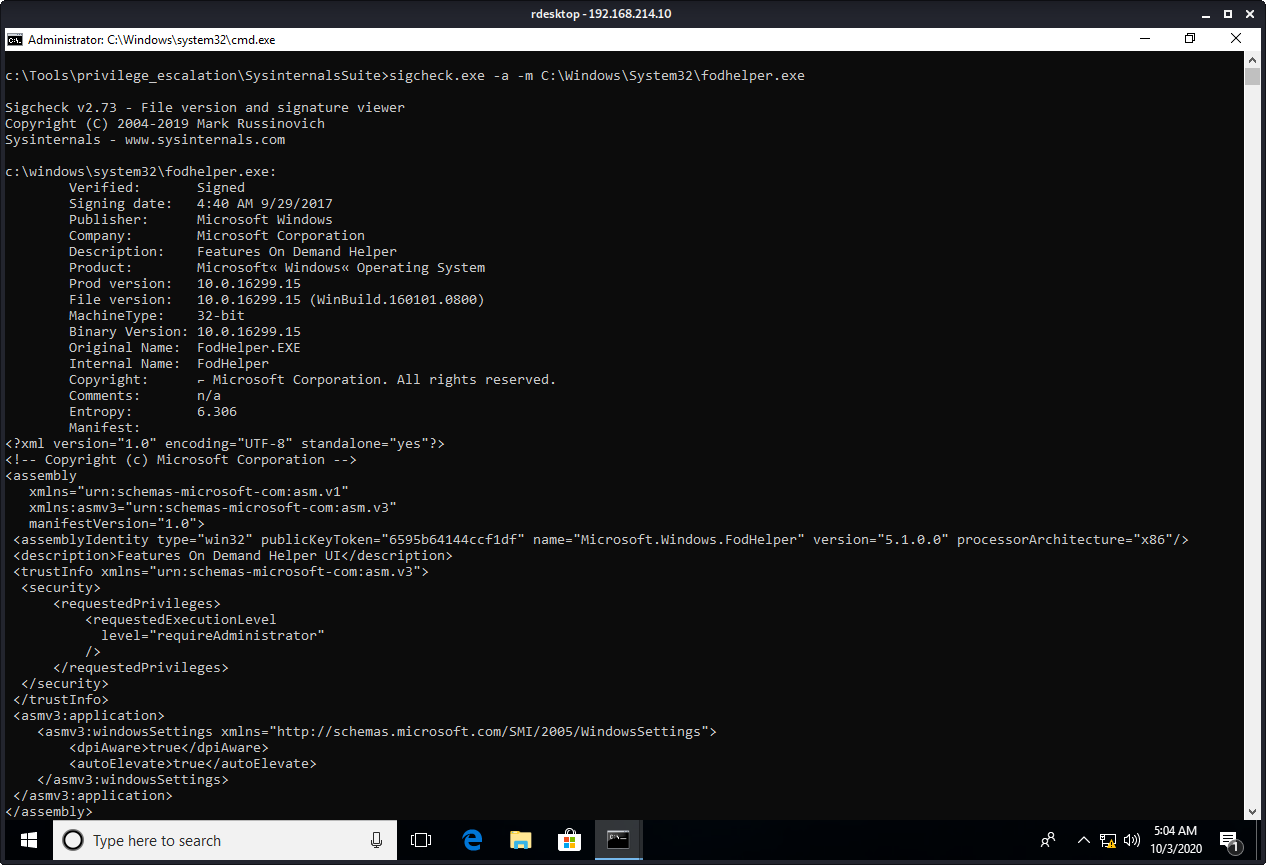 rdesktop - 192.168.214.10
Administrator: C:\Windows\system32\cmd.exe
c:\Tools\privilege_escalation\SysinternalsSuite>sigcheck.exe -a -m C:\Windows\System32\fodhelper.exe
Sigcheck v2.73 - File version and signature viewer
Copyright (C) 2004-2019 Mark Russinovich
Sysinternals - www.sysinternals.com
c:\windows\system32\fodhelper.exe:
Verified: Signed
Signing date: 4:40 AM 9/29/2017
Publisher: Microsoft Windows
Company: Microsoft Corporation
Description: Features On Demand Helper
Product: Microsoft« Windows« Operating System
Prod version: 10.0.16299.15
File version: 10.0.16299.15 (WinBuild.160101.0800)
MachineType: 32-bit
Binary Version: 10.0.16299.15
Original Name: FodHelper.EXE
Internal Name: FodHelper
Copyright: ⌐ Microsoft Corporation. All rights reserved.
Comments: n/a
Entropy: 6.306
Manifest:
<?xml version="1.0" encoding="UTF-8" standalone="yes"?>
<!-- Copyright (c) Microsoft Corporation -->
<assembly
xmlns="urn:schemas-microsoft-com:asm.v1"
xmlns:asmv3="urn:schemas-microsoft-com:asm.v3"
manifestVersion="1.0">
<assemblyIdentity type="win32" publicKeyToken="6595b64144ccf1df" name="Microsoft.Windows.FodHelper" version="5.1.0.0" processorArchitecture="x86"/>
<description>Features On Demand Helper UI</description>
<trustInfo xmlns="urn:schemas-microsoft-com:asm.v3">
<security>
<requestedPrivileges>
<requestedExecutionLevel
level="requireAdministrator"
/>
</requestedPrivileges>
</security>
</trustInfo>
<asmv3:application>
<asmv3:windowsSettings xmlns="http://schemas.microsoft.com/SMI/2005/WindowsSettings">
<dpiAware>true</dpiAware>
<autoElevate>true</autoElevate>
</asmv3:windowsSettings>
</asmv3:application>
</assembly>
Type here to search
5:04 AM
10/3/2020
1